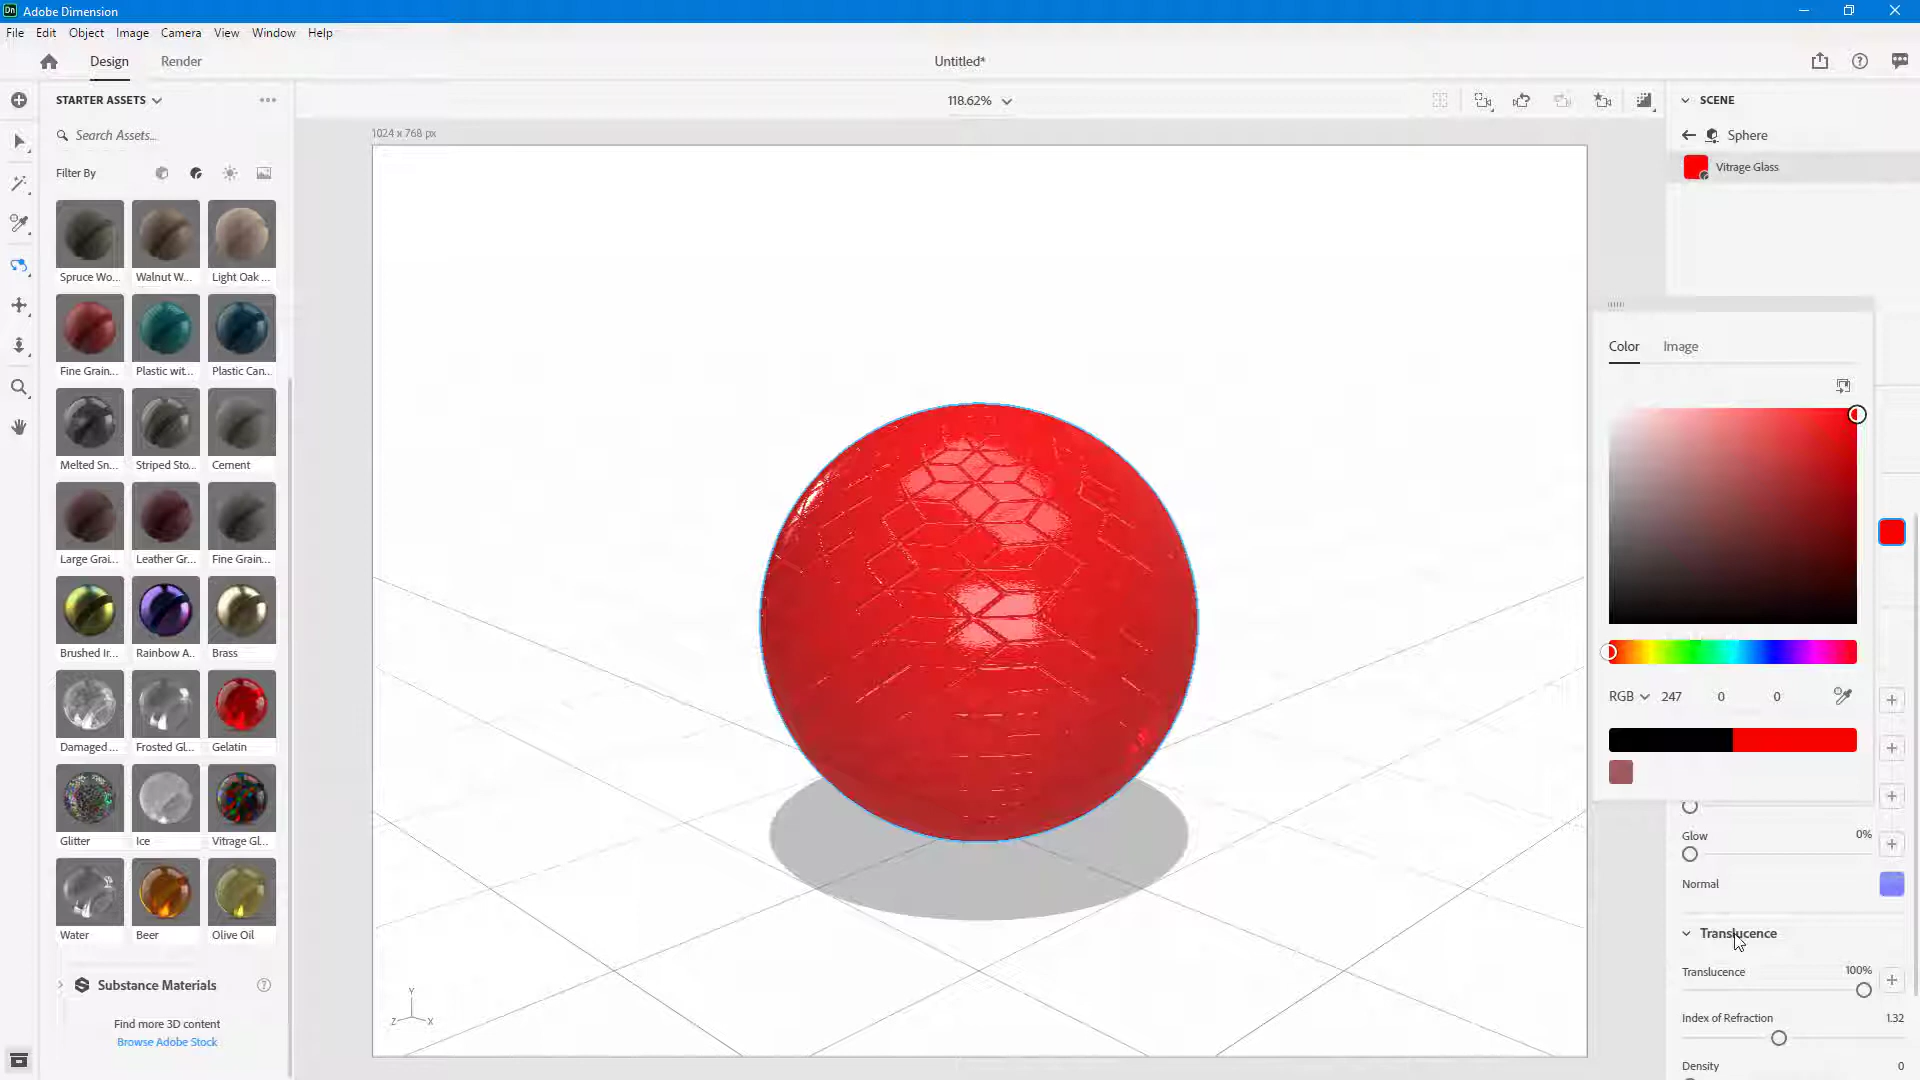 Dn Adobe Dimension
File Edit Object Image Camera View Window Help
Design Render Untitled*
STARTER ASSETS
Search Assets...
Filter By
Spruce Wo... Walnut W... Light Oak ...
Fine Grain... Plastic wit... Plastic Can...
Melted Sn... Striped Sto... Cement
Large Grai... Leather Gr... Fine Grain...
Brushed Ir... Rainbow A.. Brass
Damaged ... Frosted Gl... Gelatin
Glitter Ice Vitrage Gl...
Water Beer Olive Oil
Substance Materials
Find more 3D content
Browse Adobe Stock
118.62%
1024 x 768 px
Y
Z X
SCENE
Sphere
Vitrage Glass
Color Image
RGB 247 0 0
Glow 0%
Normal
Translucence
Translucence 100%
Index of Refraction 1.32
Density 0